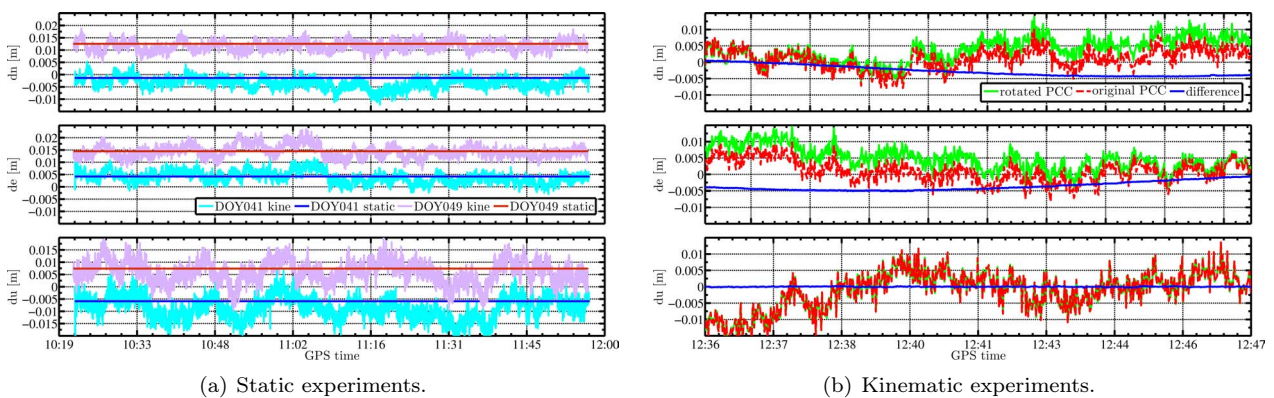 dn [m]
0.02
0.015
0.01
0.005
0
−0.005
−0.01
de [m]
0.02
0.015
0.01
0.005
0
−0.005
−0.01
DOY041 kine DOY041 static DOY049 kine DOY049 static
du [m]
0.015
0.01
0.005
0
−0.005
−0.01
−0.015
10:19 10:33 10:48 11:02 11:16 11:31 11:45 12:00
GPS time
(a) Static experiments.
dn [m]
0.01
0.005
0
−0.005
−0.01
rotated PCC original PCC difference
de [m]
0.01
0.005
0
−0.005
−0.01
du [m]
0.01
0.005
0
−0.005
−0.01
12:36 12:37 12:38 12:40 12:41 12:43 12:44 12:46 12:47
GPS time
(b) Kinematic experiments.